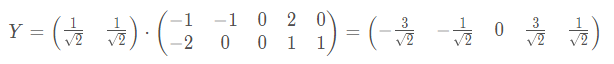 Y = ( 1/√2 1/√2 ) · ( −1 −1 0 2 0 ; −2 0 0 1 1 ) = ( −3/√2 −1/√2 0 3/√2 1/√2 )